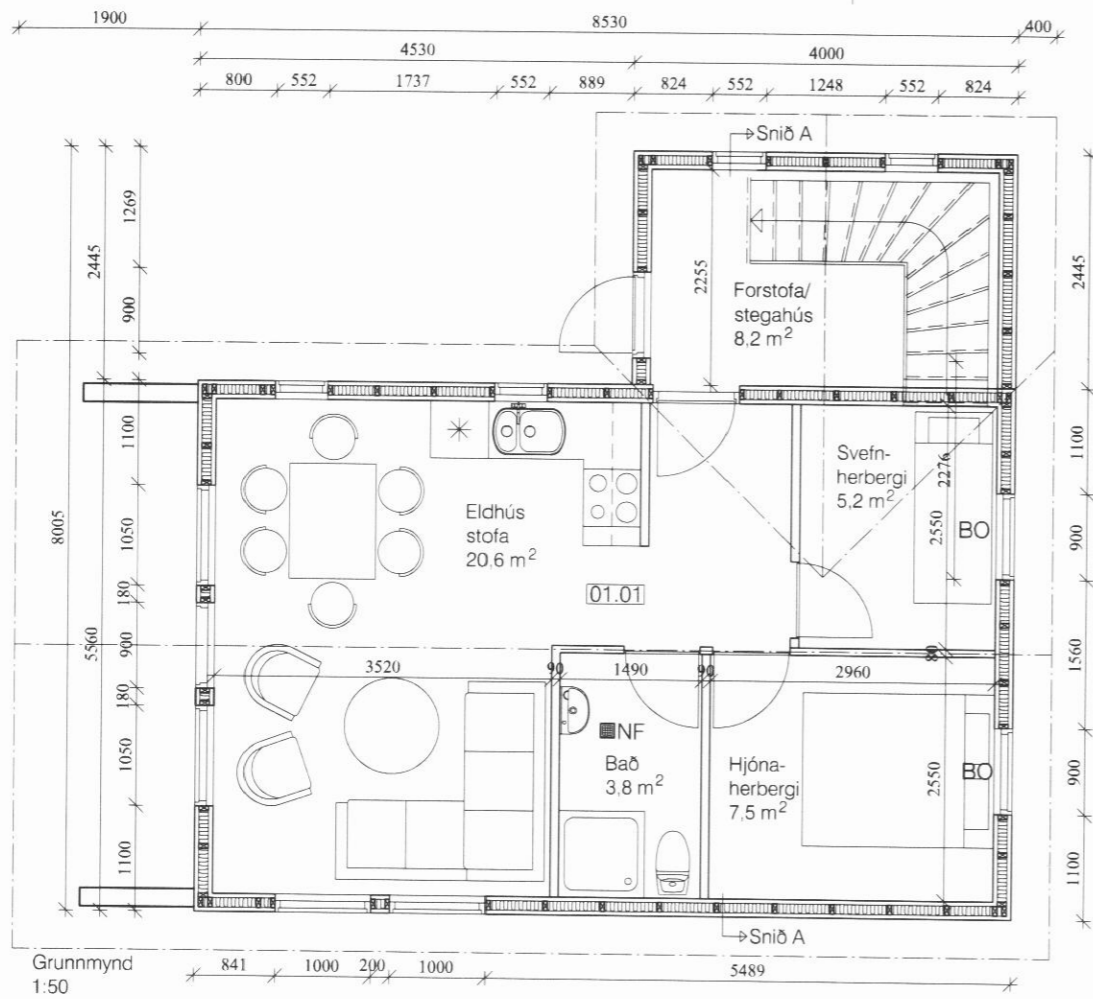 1900
8530
400
4530
4000
800
552
1737
552
889
824
552
1248
552
824
Snið A
1269
2445
900
2255
2445
Forstofa/
stegahús
8,2 m²
1100
Svefn-
herbergi
5,2 m²
2276
1100
Eldhús
stofa
20,6 m²
8005
1050
2550
BO
900
180
01.01
5560
900
3520
90
1490
90
2960
80
1560
180
NF
Bað
3,8 m²
Hjóna-
herbergi
7,5 m²
1050
2550
BO
900
1100
1100
Snið A
Grunnmynd
1:50
841
1000
200
1000
5489